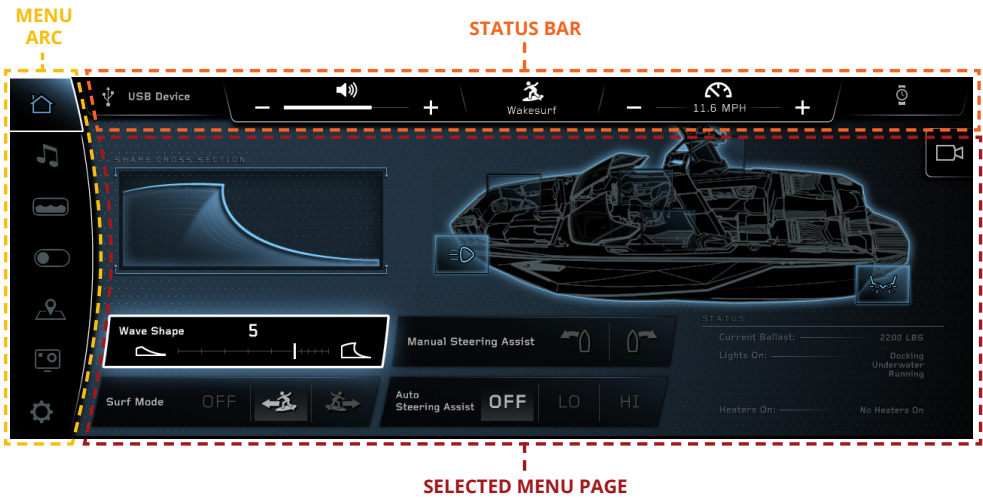 MENU
ARC
STATUS BAR
USB Device
Wakesurf
11.6 MPH
SHAPE CROSS SECTION
Wave Shape 5
Manual Steering Assist
STATUS
Current Ballast: 2200 LBS
Lights On: Docking
Underwater
Running
Surf Mode OFF
Auto
Steering Assist OFF LO HI
Heaters On: No Heaters On
SELECTED MENU PAGE